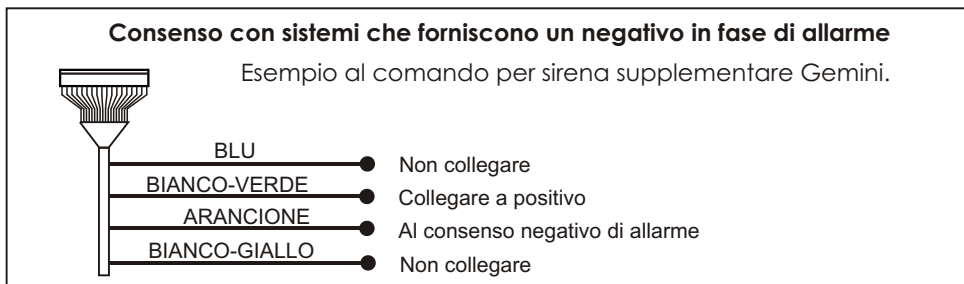 Consenso con sistemi che forniscono un negativo in fase di allarme
Esempio al comando per sirena supplementare Gemini.
BLU Non collegare
BIANCO-VERDE Collegare a positivo
ARANCIONE Al consenso negativo di allarme
BIANCO-GIALLO Non collegare